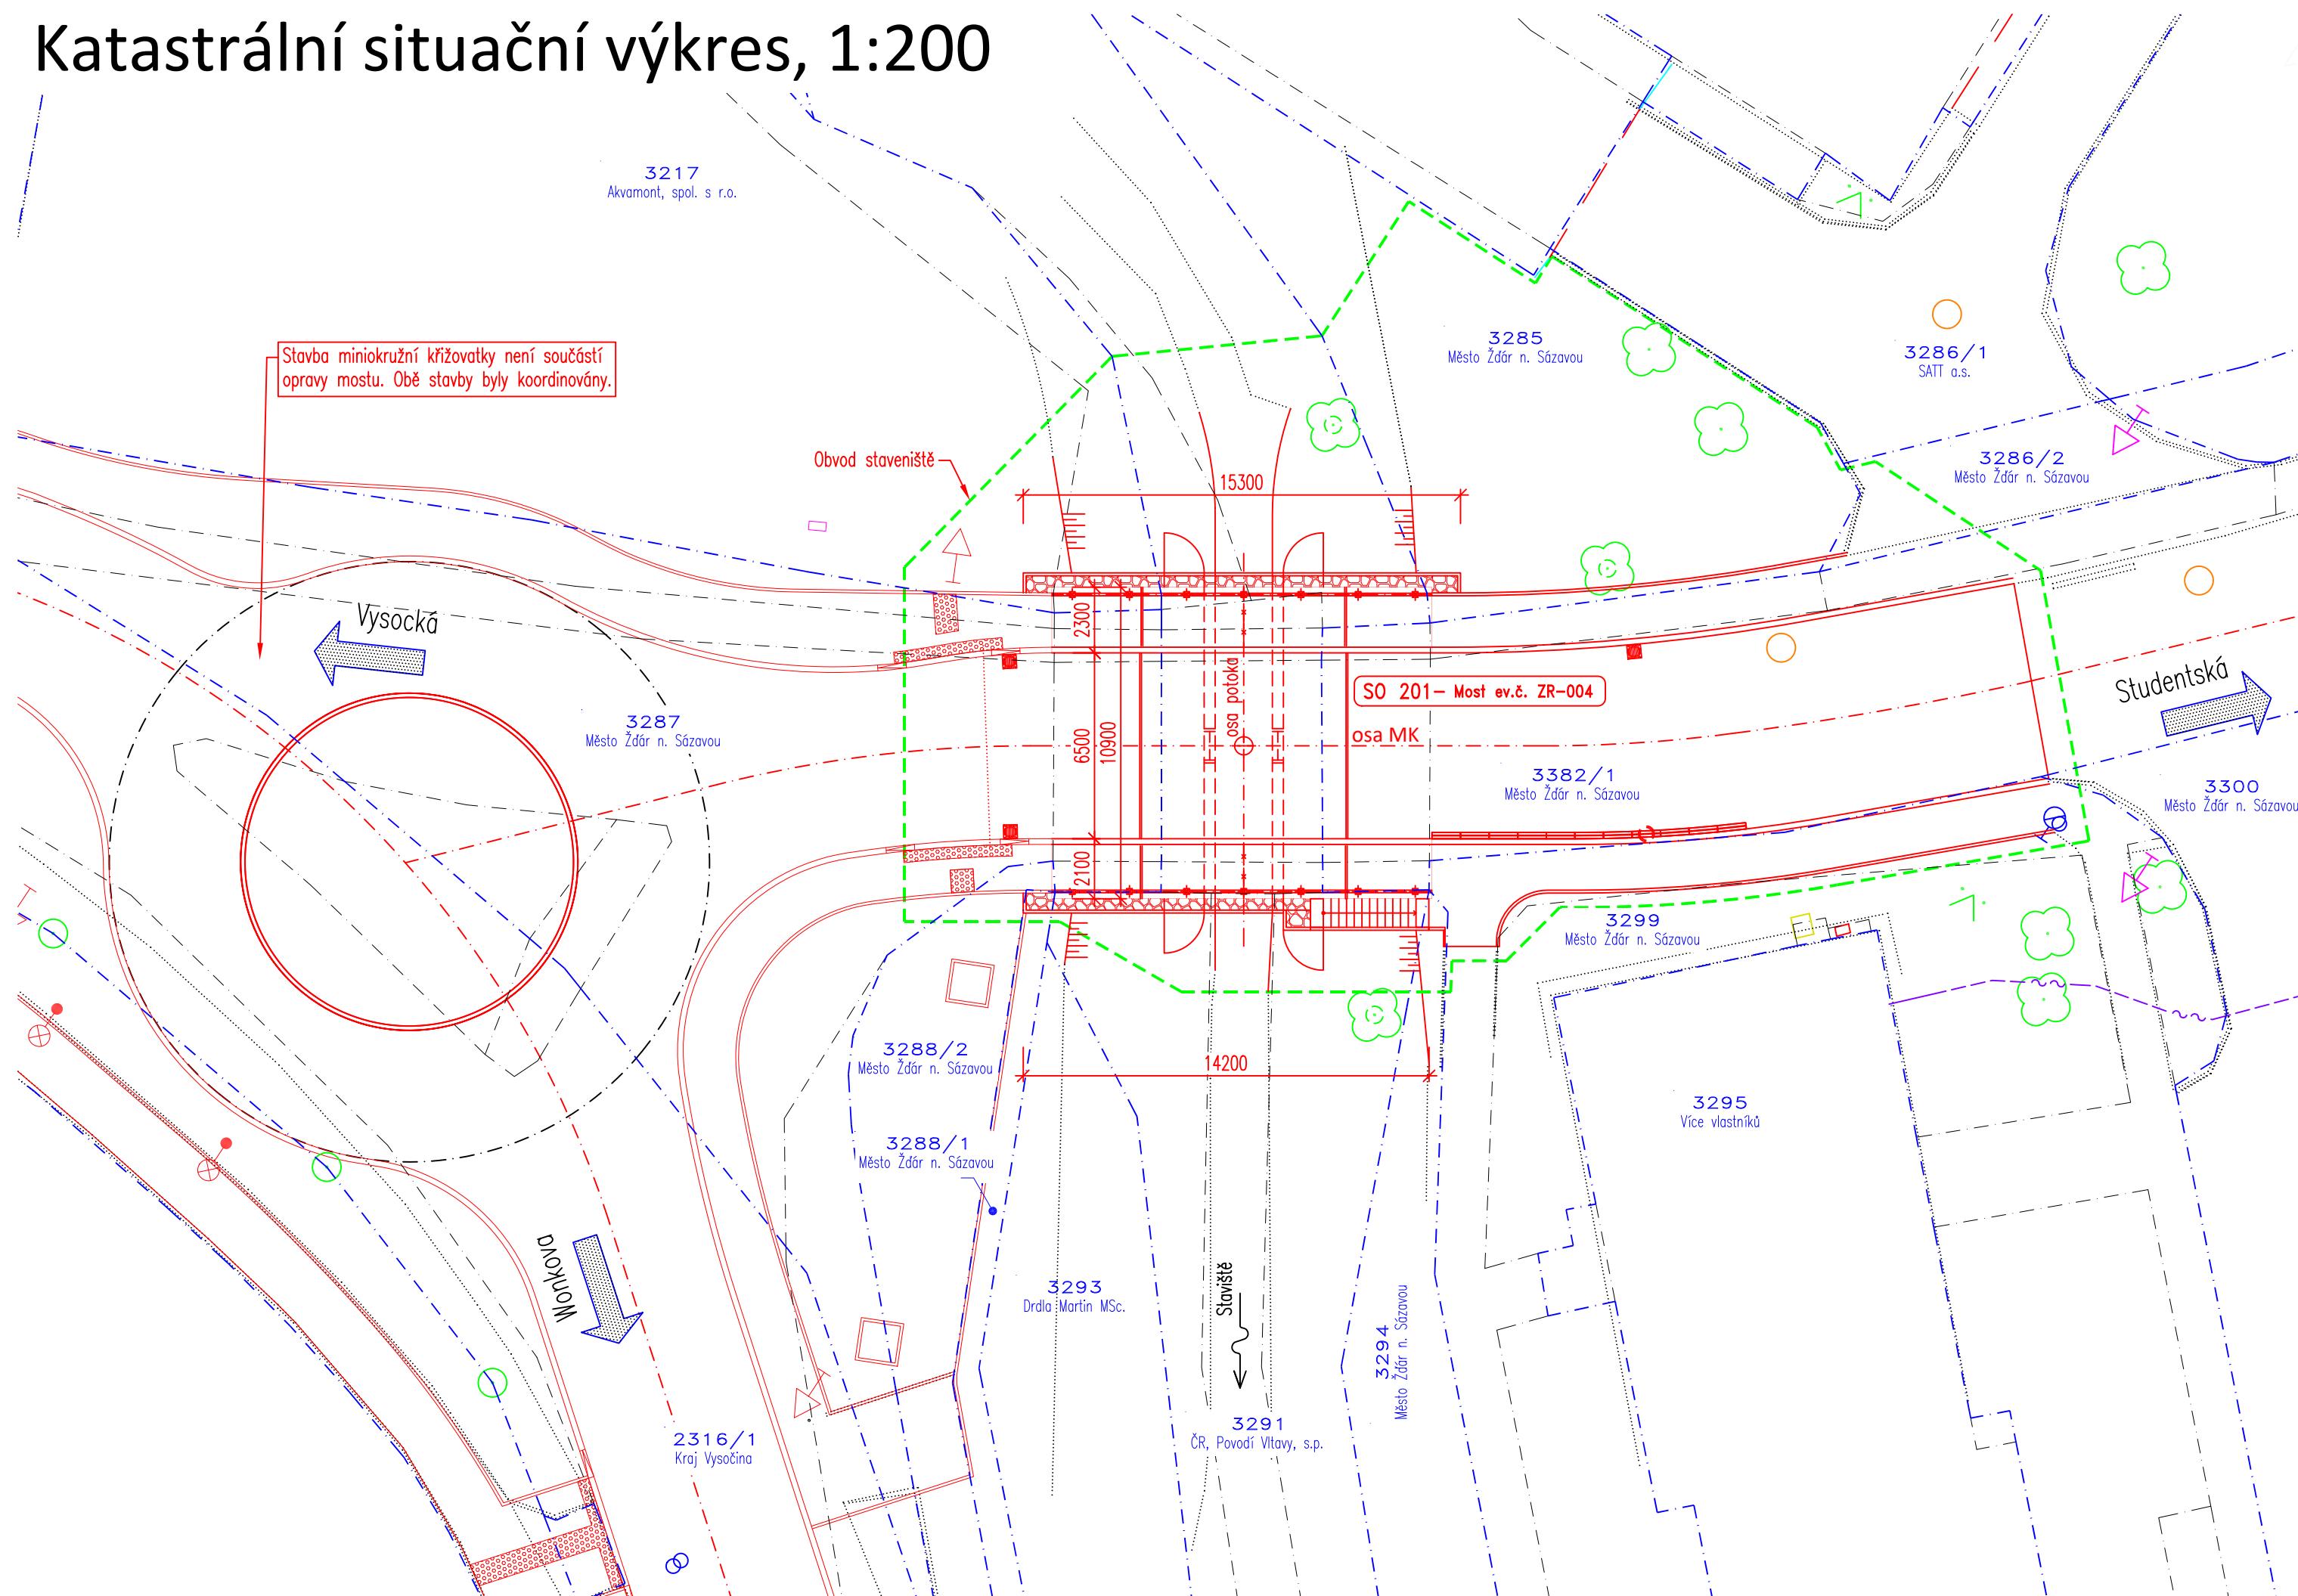 Katastrální situační výkres, 1:200
3217
Akvamont, spol. s r.o.
Stavba miniokružní křižovatky není součástí
opravy mostu. Obě stavby byly koordinovány.
3285
Město Žďár n. Sázavou
3286/1
SATT a.s.
Obvod staveniště
3286/2
Město Žďár n. Sázavou
15300
Vysocká
2300
osa potoka
SO 201– Most ev.č. ZR–004
Studentská
3287
Město Žďár n. Sázavou
6500
10900
osa MK
3382/1
Město Žďár n. Sázavou
3300
Město Žďár n. Sázavou
2100
3299
Město Žďár n. Sázavou
3288/2
Město Žďár n. Sázavou
14200
3295
Více vlastníků
3288/1
Město Žďár n. Sázavou
Wonkova
3293
Drdla Martin MSc.
Staviště
3294
Město Žďár n. Sázavou
3291
ČR, Povodí Vltavy, s.p.
2316/1
Kraj Vysočina